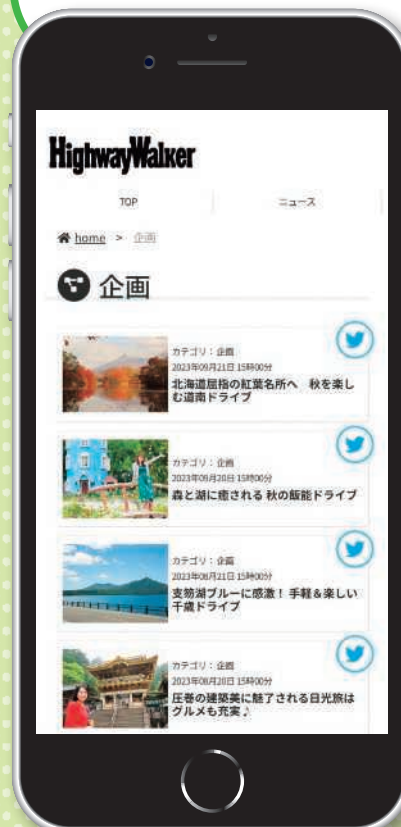 HighwayWalker
TOP
ニュース
home > 企画
企画
カテゴリ：企画
2023年09月21日 15時00分
北海道屈指の紅葉名所へ　秋を楽し
む道南ドライブ
カテゴリ：企画
2023年09月20日 15時00分
森と湖に癒される 秋の飯能ドライブ
カテゴリ：企画
2023年08月21日 15時00分
支笏湖ブルーに感激！ 手軽＆楽しい
千歳ドライブ
カテゴリ：企画
2023年08月20日 15時00分
圧巻の建築美に魅了される日光旅は
グルメも充実♪